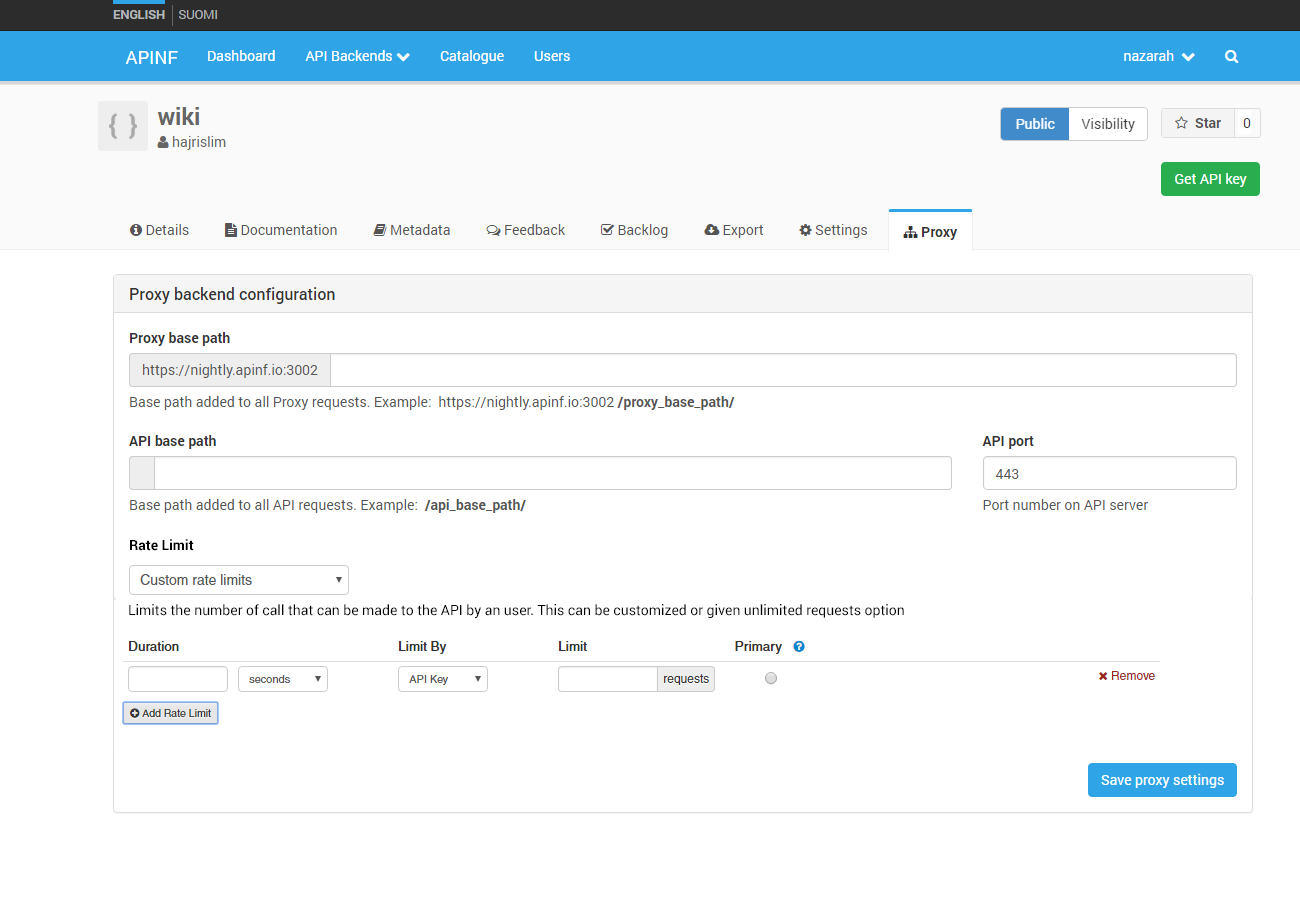 ENGLISH SUOMI
APINF Dashboard API Backends Catalogue Users nazarah
{ } wiki
hajrislim
Public Visibility Star 0
Get API key
Details Documentation Metadata Feedback Backlog Export Settings Proxy
Proxy backend configuration
Proxy base path
https://nightly.apinf.io:3002
Base path added to all Proxy requests. Example: https://nightly.apinf.io:3002 /proxy_base_path/
API base path API port
443
Base path added to all API requests. Example: /api_base_path/ Port number on API server
Rate Limit
Custom rate limits
Limits the number of call that can be made to the API by an user. This can be customized or given unlimited requests option
Duration Limit By Limit Primary ?
seconds API Key requests Remove
Add Rate Limit
Save proxy settings